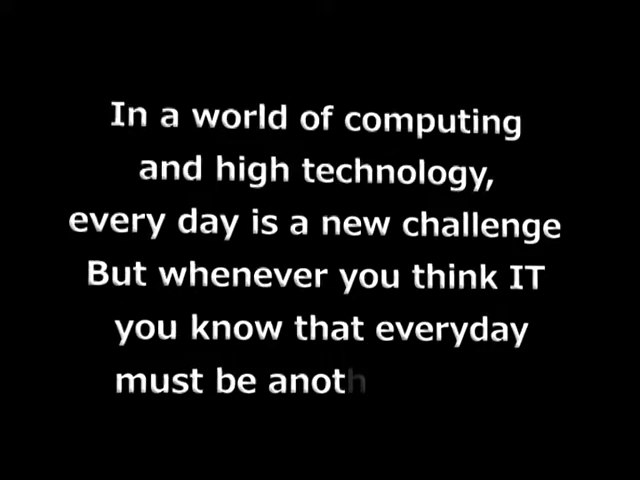 In a world of computing
and high technology,
every day is a new challenge
But whenever you think IT
you know that everyday
must be anoth